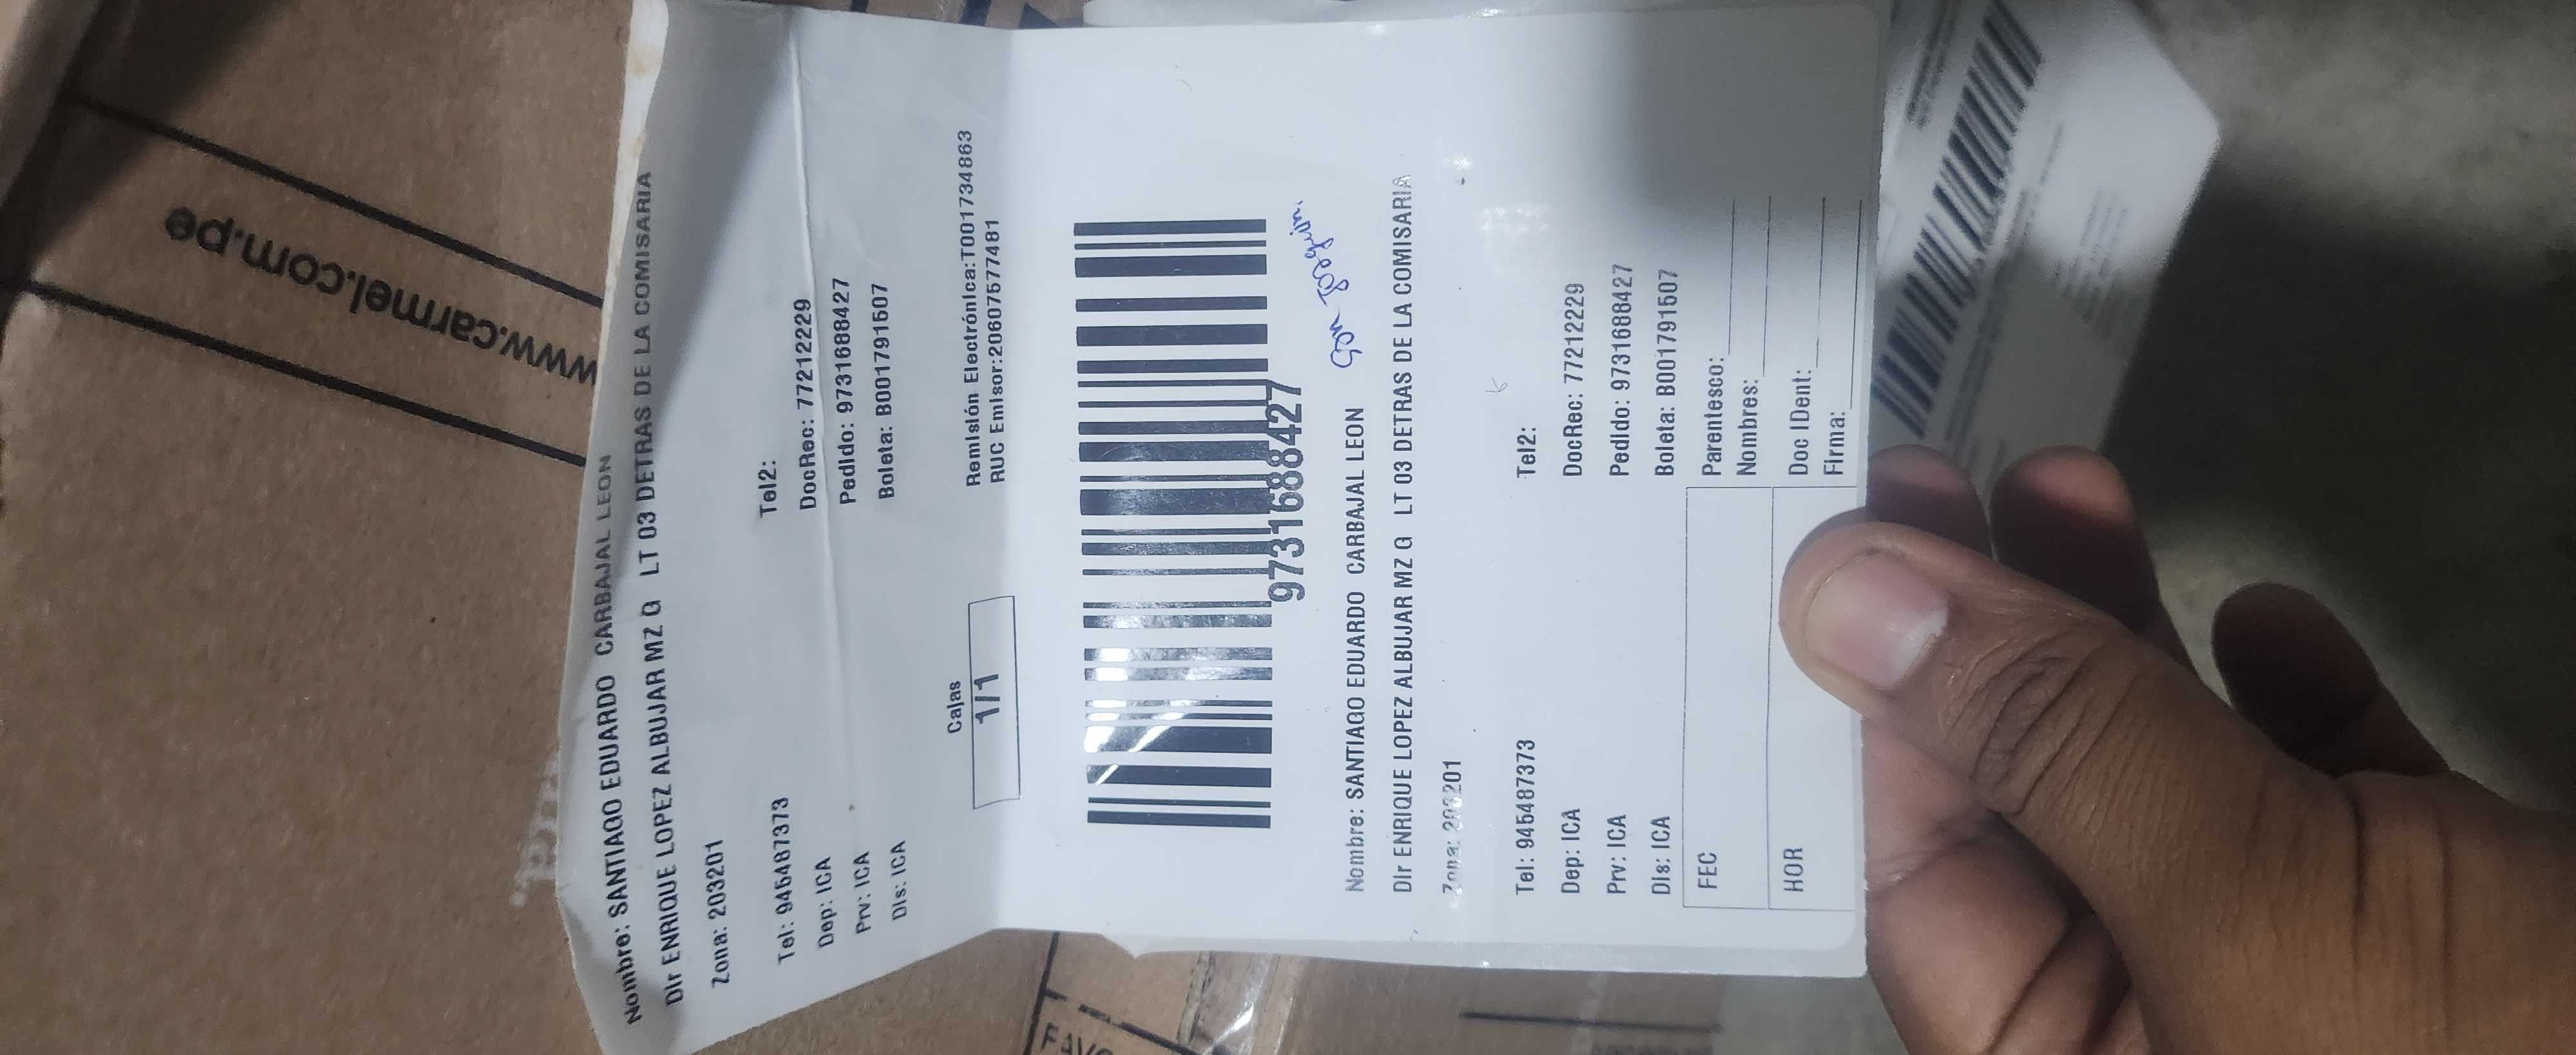 www.carmel.com.pe
Nombre: SANTIAGO EDUARDO CARBAJAL LEON
Dir ENRIQUE LOPEZ ALBUJAR MZ G LT 03 DETRAS DE LA COMISARIA
Zona: 203201
Tel: 945487373 Tel2:
Dep: ICA DocRec: 77212229
Prv: ICA Pedido: 9731688427
Dis: ICA Boleta: B001791507
Cajas
1/1
Remisión Electrónica:T001734863
RUC Emisor:20607577481
97316688427
Nombre: SANTIAGO EDUARDO CARBAJAL LEON
Dir ENRIQUE LOPEZ ALBUJAR MZ G LT 03 DETRAS DE LA COMISARIA
Zona: 203201
Tel: 945487373 Tel2:
Dep: ICA DocRec: 77212229
Prv: ICA Pedido: 97316688427
Dis: ICA Boleta: B001791507
FEC Parentesco:
Nombres:
HOR Doc IDent:
Firma: